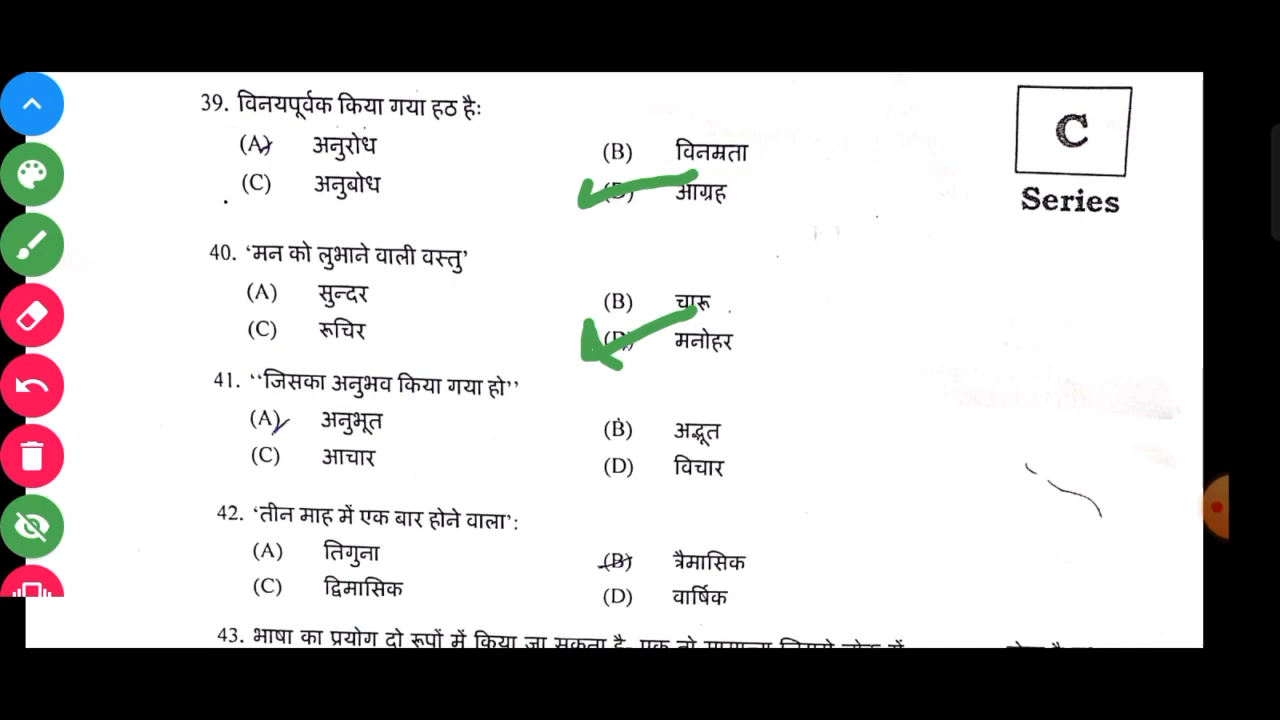 39. विनयपूर्वक किया गया हठ हैः
(A) अनुरोध (B) विनम्रता
(C) अनुबोध (D) आग्रह
C
Series
40. ‘मन को लुभाने वाली वस्तु’
(A) सुन्दर (B) चारू
(C) रूचिर (D) मनोहर
41. ‘‘जिसका अनुभव किया गया हो’’
(A) अनुभूत (B) अद्भूत
(C) आचार (D) विचार
42. ‘तीन माह में एक बार होने वाला’:
(A) तिगुना (B) त्रैमासिक
(C) द्विमासिक (D) वार्षिक
43. भाषा का प्रयोग दो रूपों में किया जा सकता है- एक तो